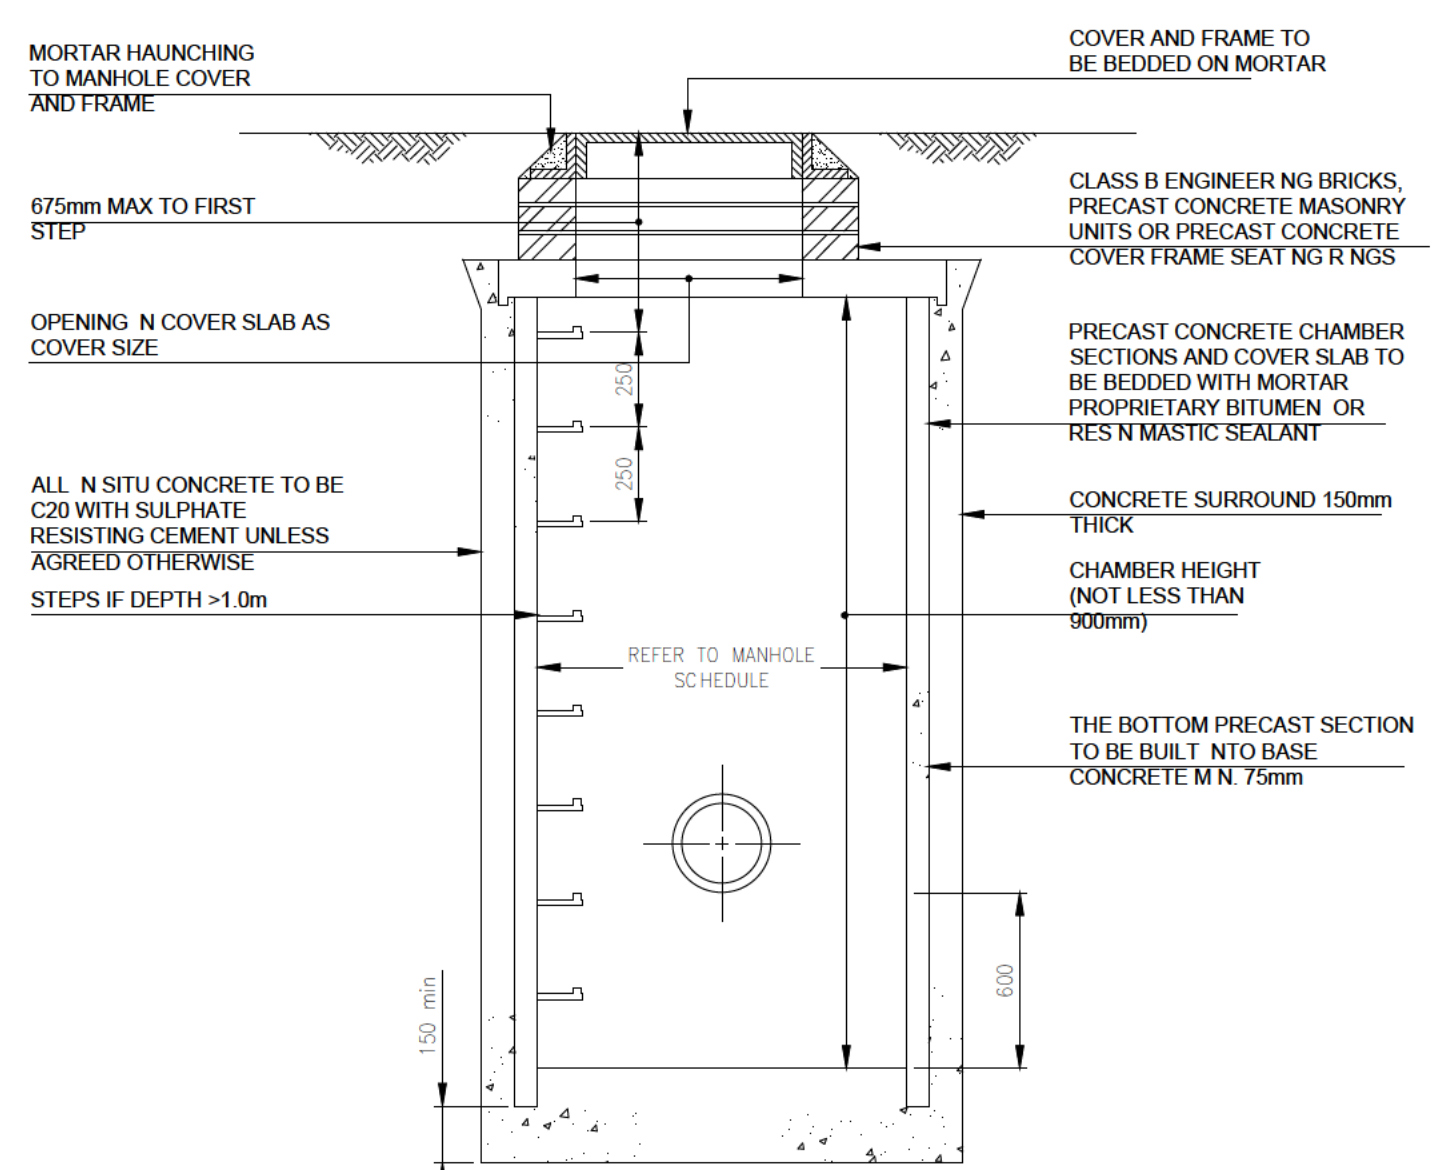 MORTAR HAUNCHING
TO MANHOLE COVER
AND FRAME
675mm MAX TO FIRST
STEP
OPENING N COVER SLAB AS
COVER SIZE
ALL N SITU CONCRETE TO BE
C20 WITH SULPHATE
RESISTING CEMENT UNLESS
AGREED OTHERWISE
STEPS IF DEPTH >1.0m
250
250
REFER TO MANHOLE
SCHEDULE
150 min
600
COVER AND FRAME TO
BE BEDDED ON MORTAR
CLASS B ENGINEER NG BRICKS,
PRECAST CONCRETE MASONRY
UNITS OR PRECAST CONCRETE
COVER FRAME SEAT NG R NGS
PRECAST CONCRETE CHAMBER
SECTIONS AND COVER SLAB TO
BE BEDDED WITH MORTAR
PROPRIETARY BITUMEN OR
RES N MASTIC SEALANT
CONCRETE SURROUND 150mm
THICK
CHAMBER HEIGHT
(NOT LESS THAN
900mm)
THE BOTTOM PRECAST SECTION
TO BE BUILT NTO BASE
CONCRETE M N. 75mm